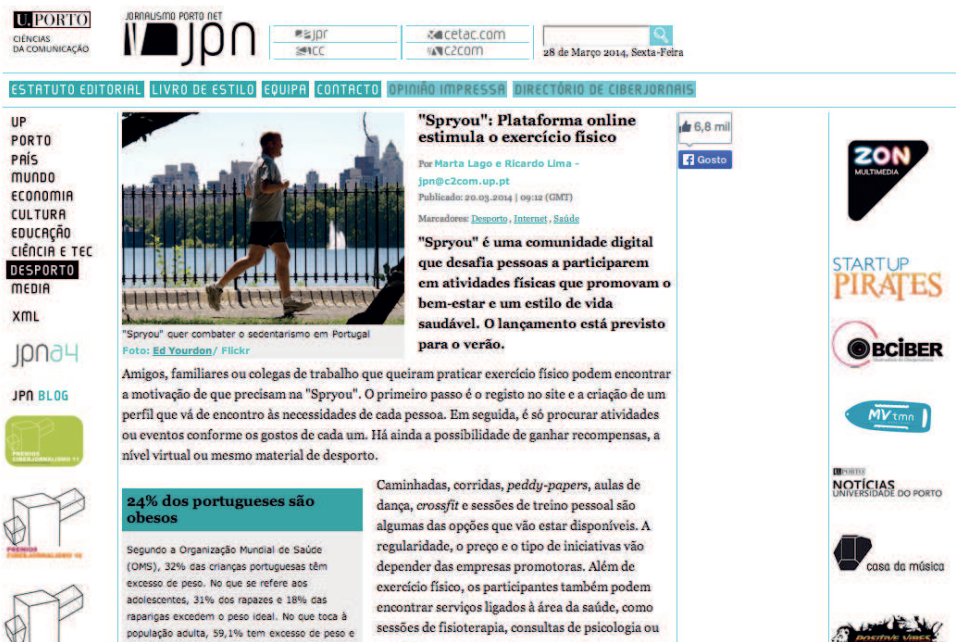 U. PORTO
CIÊNCIAS
DA COMUNICAÇÃO
JORNALISMO PORTO NET
jpn
jpr
cc
cetac.com
c2com
28 de Março 2014, Sexta-Feira
ESTATUTO EDITORIAL LIVRO DE ESTILO EQUIPA CONTACTO OPINIÃO IMPRESSA DIRECTÓRIO DE CIBERJORNAIS
UP
PORTO
PAÍS
MUNDO
ECONOMIA
CULTURA
EDUCAÇÃO
CIÊNCIA E TEC
DESPORTO
MEDIA
XML
jpna4
JPN BLOG
PRÉMIOS
CIBERJORNALISMO 11
PRÉMIOS
CIBERJORNALISMO 10
"Spryou" quer combater o sedentarismo em Portugal
Foto: Ed Yourdon/ Flickr
"Spryou": Plataforma online
estimula o exercício físico
Por Marta Lago e Ricardo Lima -
jpn@c2com.up.pt
Publicado: 20.03.2014 | 09:12 (GMT)
Marcadores: Desporto , Internet , Saúde
"Spryou" é uma comunidade digital
que desafia pessoas a participarem
em atividades físicas que promovam o
bem-estar e um estilo de vida
saudável. O lançamento está previsto
para o verão.
Amigos, familiares ou colegas de trabalho que queiram praticar exercício físico podem encontrar
a motivação de que precisam na "Spryou". O primeiro passo é o registo no site e a criação de um
perfil que vá de encontro às necessidades de cada pessoa. Em seguida, é só procurar atividades
ou eventos conforme os gostos de cada um. Há ainda a possibilidade de ganhar recompensas, a
nível virtual ou mesmo material de desporto.
24% dos portugueses são
obesos
Segundo a Organização Mundial de Saúde
(OMS), 32% das crianças portuguesas têm
excesso de peso. No que se refere aos
adolescentes, 31% dos rapazes e 18% das
raparigas excedem o peso ideal. No que toca à
população adulta, 59,1% tem excesso de peso e
Caminhadas, corridas, peddy-papers, aulas de
dança, crossfit e sessões de treino pessoal são
algumas das opções que vão estar disponíveis. A
regularidade, o preço e o tipo de iniciativas vão
depender das empresas promotoras. Além de
exercício físico, os participantes também podem
encontrar serviços ligados à área da saúde, como
sessões de fisioterapia, consultas de psicologia ou
6,8 mil
Gosto
ZON
MULTIMEDIA
STARTUP
PIRATES
OBCIBER
MV tmn
U. PORTO
NOTÍCIAS
UNIVERSIDADE DO PORTO
casa da música
POSITIVE VIBES